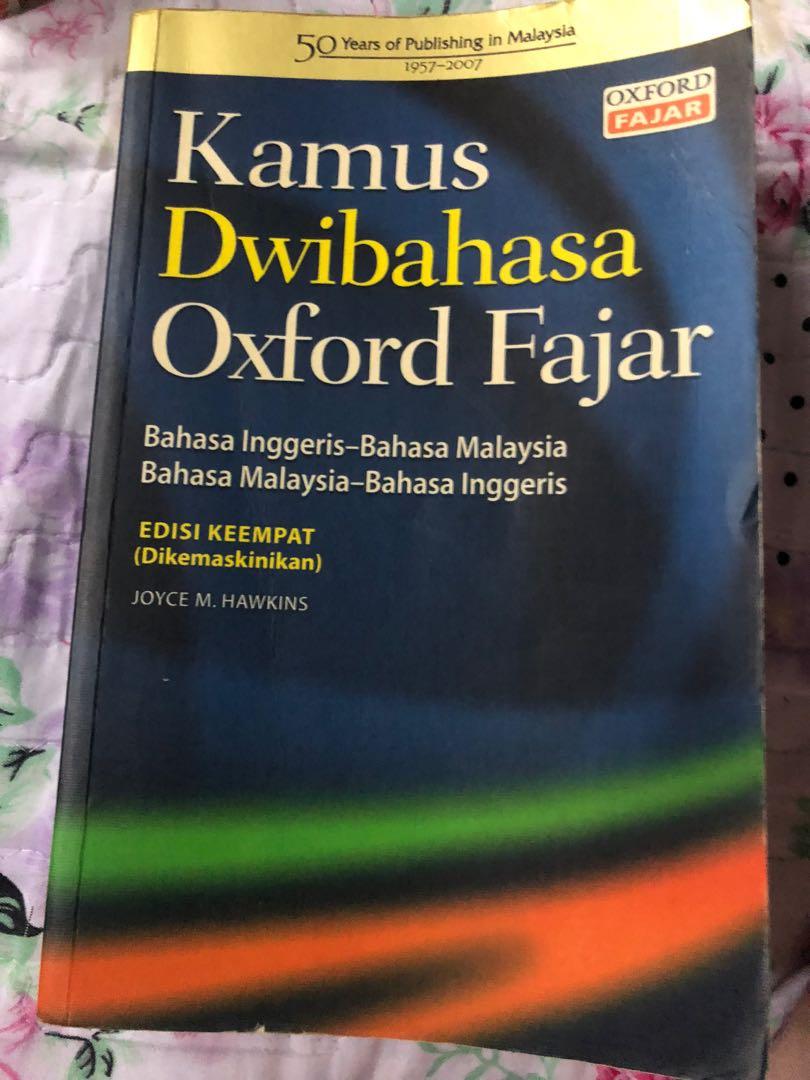 50 Years of Publishing in Malaysia
1957–2007
OXFORD
FAJAR
Kamus
Dwibahasa
Oxford Fajar
Bahasa Inggeris–Bahasa Malaysia
Bahasa Malaysia–Bahasa Inggeris
EDISI KEEMPAT
(Dikemaskinikan)
JOYCE M. HAWKINS